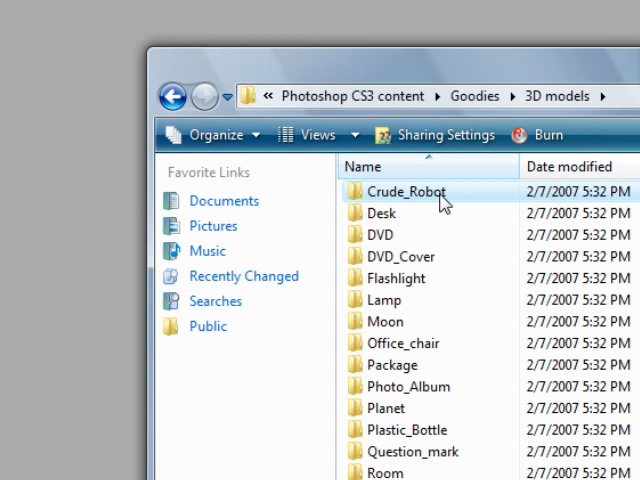 « Photoshop CS3 content Goodies 3D models
Organize Views Sharing Settings Burn
Favorite Links
Documents
Pictures
Music
Recently Changed
Searches
Public
Name Date modified
Crude_Robot 2/7/2007 5:32 PM
Desk 2/7/2007 5:32 PM
DVD 2/7/2007 5:32 PM
DVD_Cover 2/7/2007 5:32 PM
Flashlight 2/7/2007 5:32 PM
Lamp 2/7/2007 5:32 PM
Moon 2/7/2007 5:32 PM
Office_chair 2/7/2007 5:32 PM
Package 2/7/2007 5:32 PM
Photo_Album 2/7/2007 5:32 PM
Planet 2/7/2007 5:32 PM
Plastic_Bottle 2/7/2007 5:32 PM
Question_mark 2/7/2007 5:32 PM
Room 2/7/2007 5:32 PM